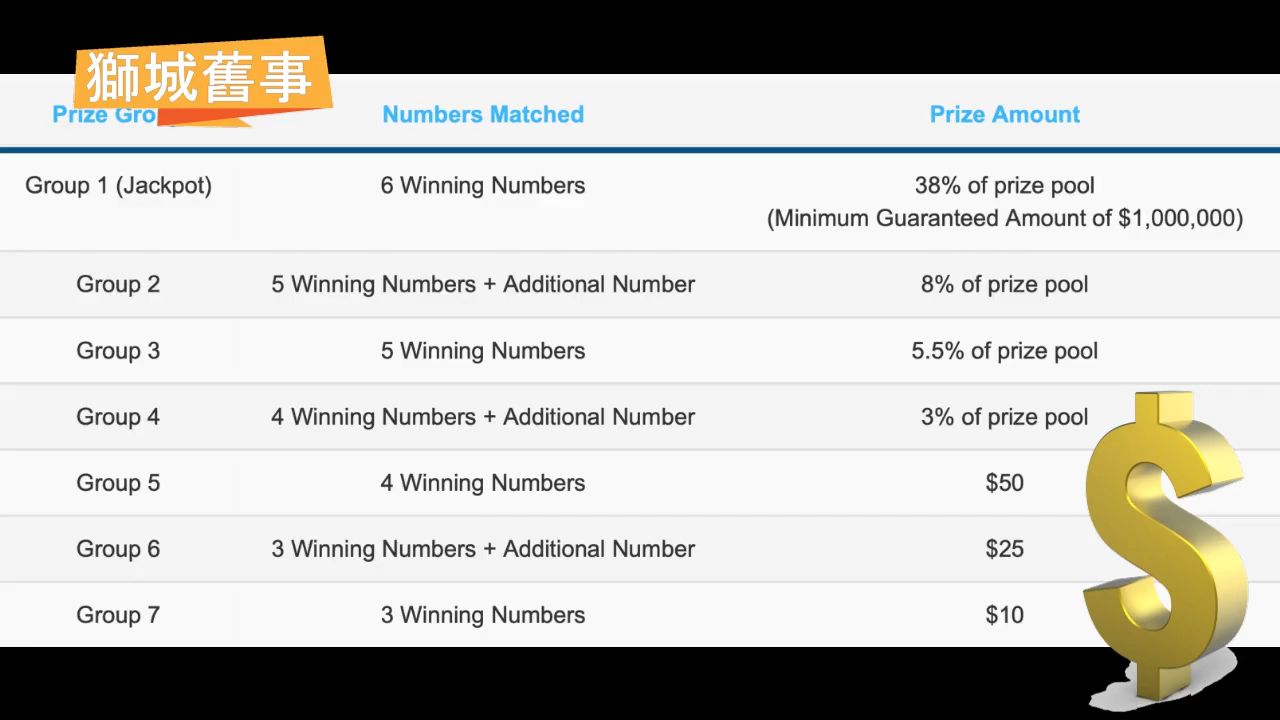 獅城舊事
Prize Gro
Numbers Matched
Prize Amount
Group 1 (Jackpot)
6 Winning Numbers
38% of prize pool
(Minimum Guaranteed Amount of $1,000,000)
Group 2
5 Winning Numbers + Additional Number
8% of prize pool
Group 3
5 Winning Numbers
5.5% of prize pool
Group 4
4 Winning Numbers + Additional Number
3% of prize pool
Group 5
4 Winning Numbers
$50
Group 6
3 Winning Numbers + Additional Number
$25
Group 7
3 Winning Numbers
$10
$